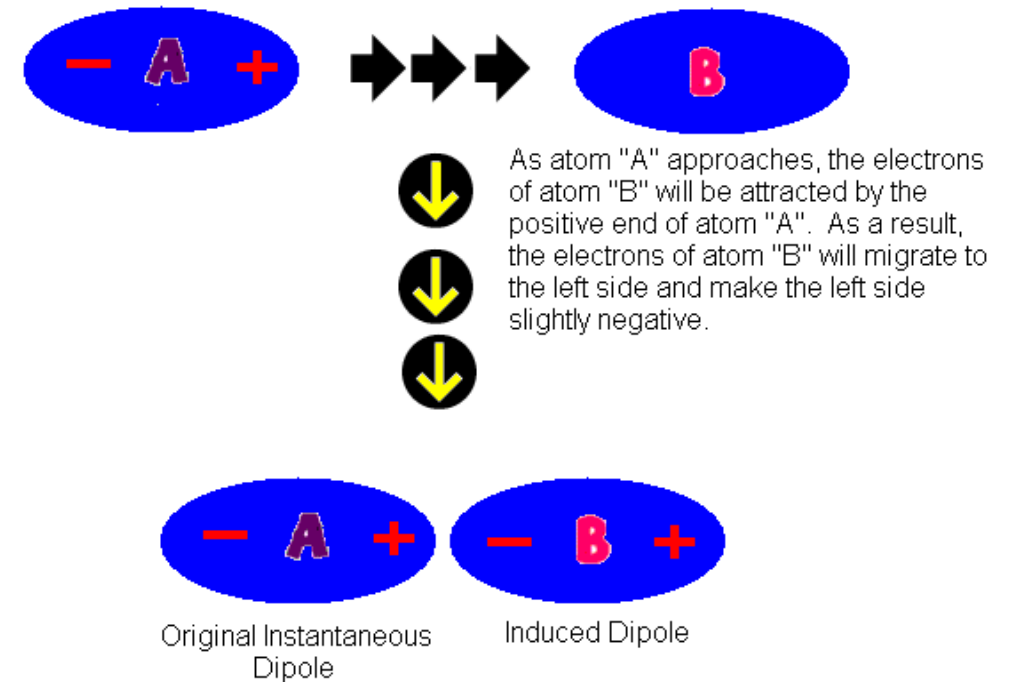 − A +
B
As atom "A" approaches, the electrons
of atom "B" will be attracted by the
positive end of atom "A".  As a result,
the electrons of atom "B" will migrate to
the left side and make the left side
slightly negative.
− A +
− B +
Original Instantaneous
Dipole
Induced Dipole